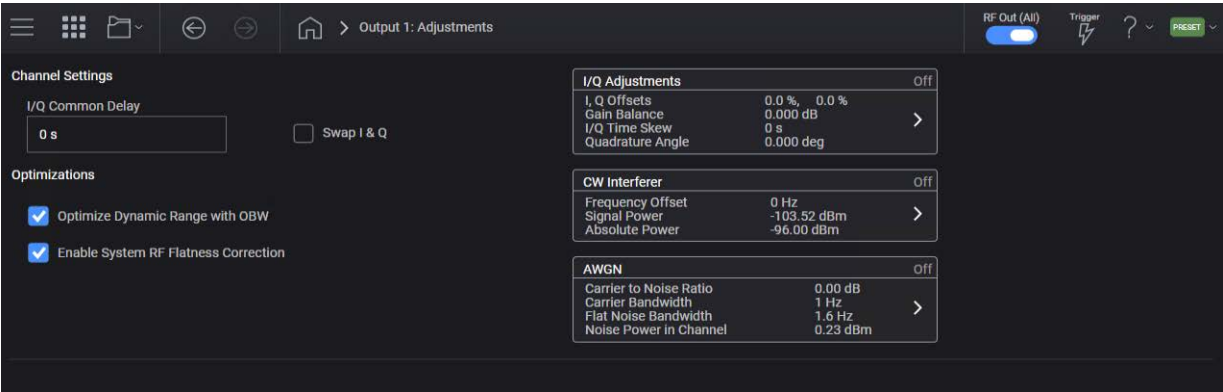 Output 1: Adjustments
RF Out (All)
Trigger
?
PRESET
Channel Settings
I/Q Common Delay
0 s
Swap I & Q
Optimizations
Optimize Dynamic Range with OBW
Enable System RF Flatness Correction
I/Q Adjustments Off
I, Q Offsets 0.0 %, 0.0 %
Gain Balance 0.000 dB
I/Q Time Skew 0 s
Quadrature Angle 0.000 deg
CW Interferer Off
Frequency Offset 0 Hz
Signal Power -103.52 dBm
Absolute Power -96.00 dBm
AWGN Off
Carrier to Noise Ratio 0.00 dB
Carrier Bandwidth 1 Hz
Flat Noise Bandwidth 1.6 Hz
Noise Power in Channel 0.23 dBm